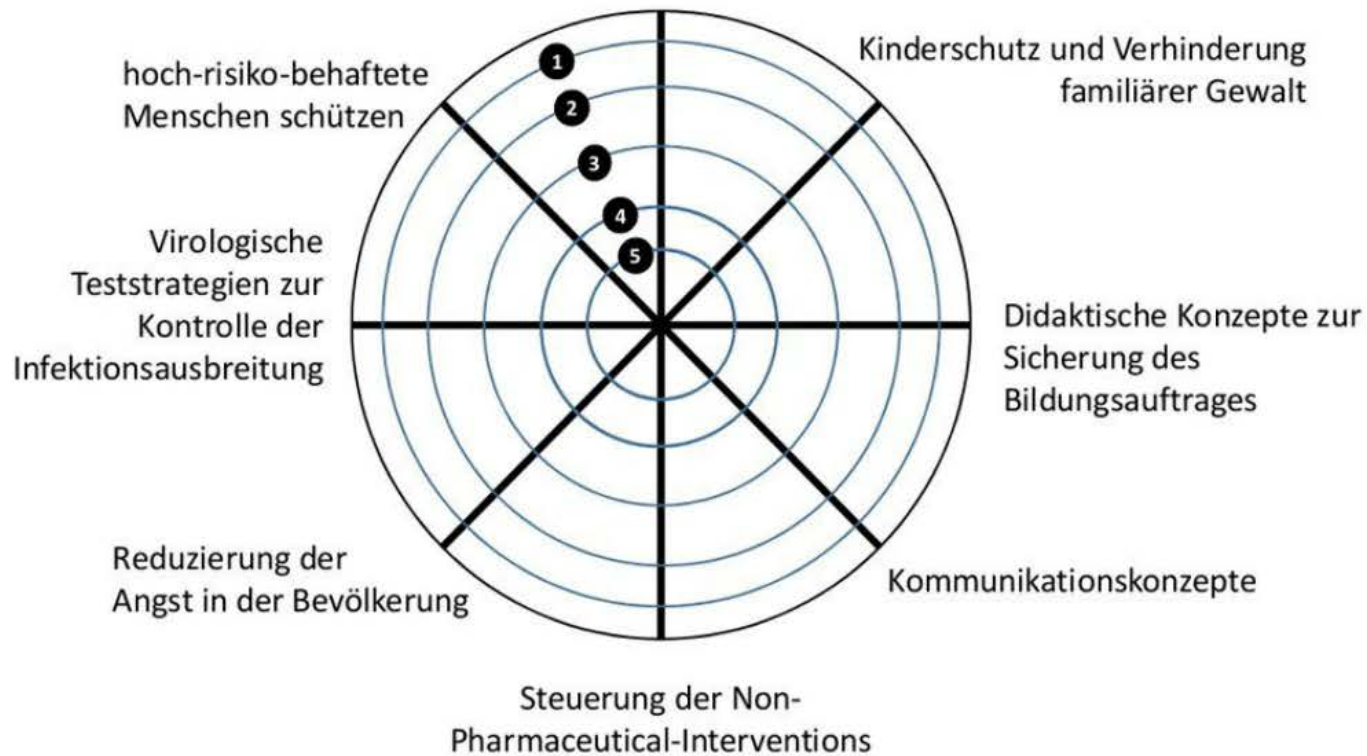 hoch-risiko-behaftete
Menschen schützen
Kinderschutz und Verhinderung
familiärer Gewalt
1
2
3
4
5
Virologische
Teststrategien zur
Kontrolle der
Infektionsausbreitung
Didaktische Konzepte zur
Sicherung des
Bildungsauftrages
Reduzierung der
Angst in der Bevölkerung
Kommunikationskonzepte
Steuerung der Non-
Pharmaceutical-Interventions